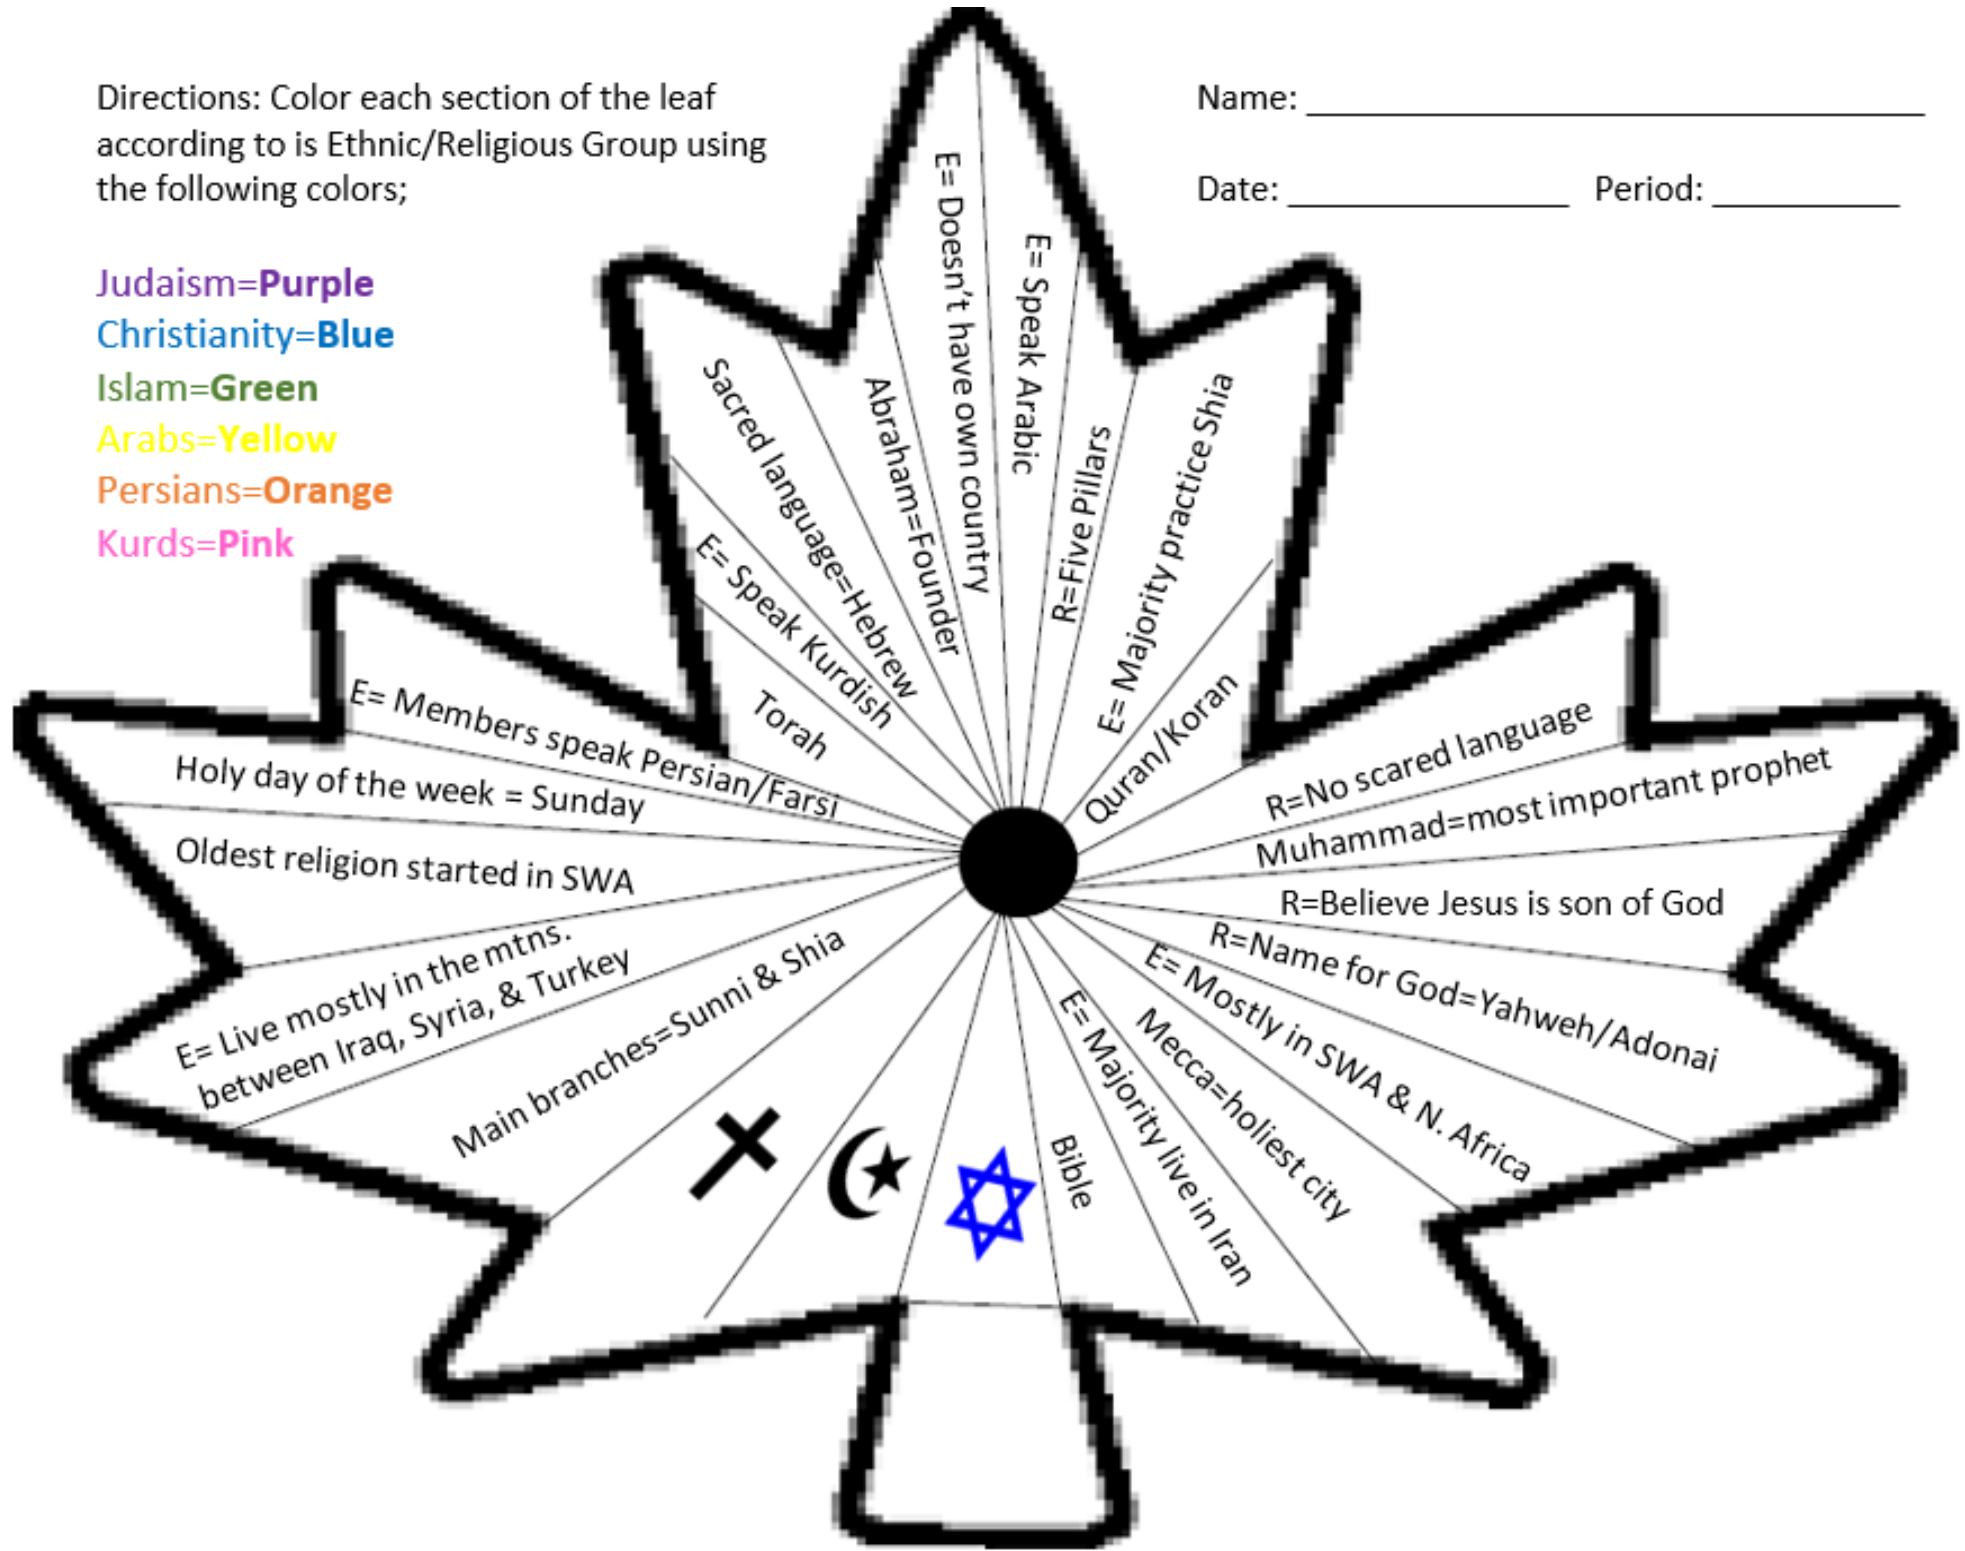 Directions: Color each section of the leaf
according to is Ethnic/Religious Group using
the following colors;
Name:
Date: Period:
Judaism=Purple
Christianity=Blue
Islam=Green
Arabs=Yellow
Persians=Orange
Kurds=Pink
E= Doesn't have own country
E= Speak Arabic
R=Five Pillars
E= Majority practice Shia
Quran/Koran
R=No scared language
Muhammad=most important prophet
R=Believe Jesus is son of God
R=Name for God=Yahweh/Adonai
E= Mostly in SWA & N. Africa
Mecca=holiest city
E= Majority live in Iran
Bible
Main branches=Sunni & Shia
E= Live mostly in the mtns.
between Iraq, Syria, & Turkey
Oldest religion started in SWA
Holy day of the week = Sunday
E= Members speak Persian/Farsi
Torah
E= Speak Kurdish
Sacred language=Hebrew
Abraham=Founder